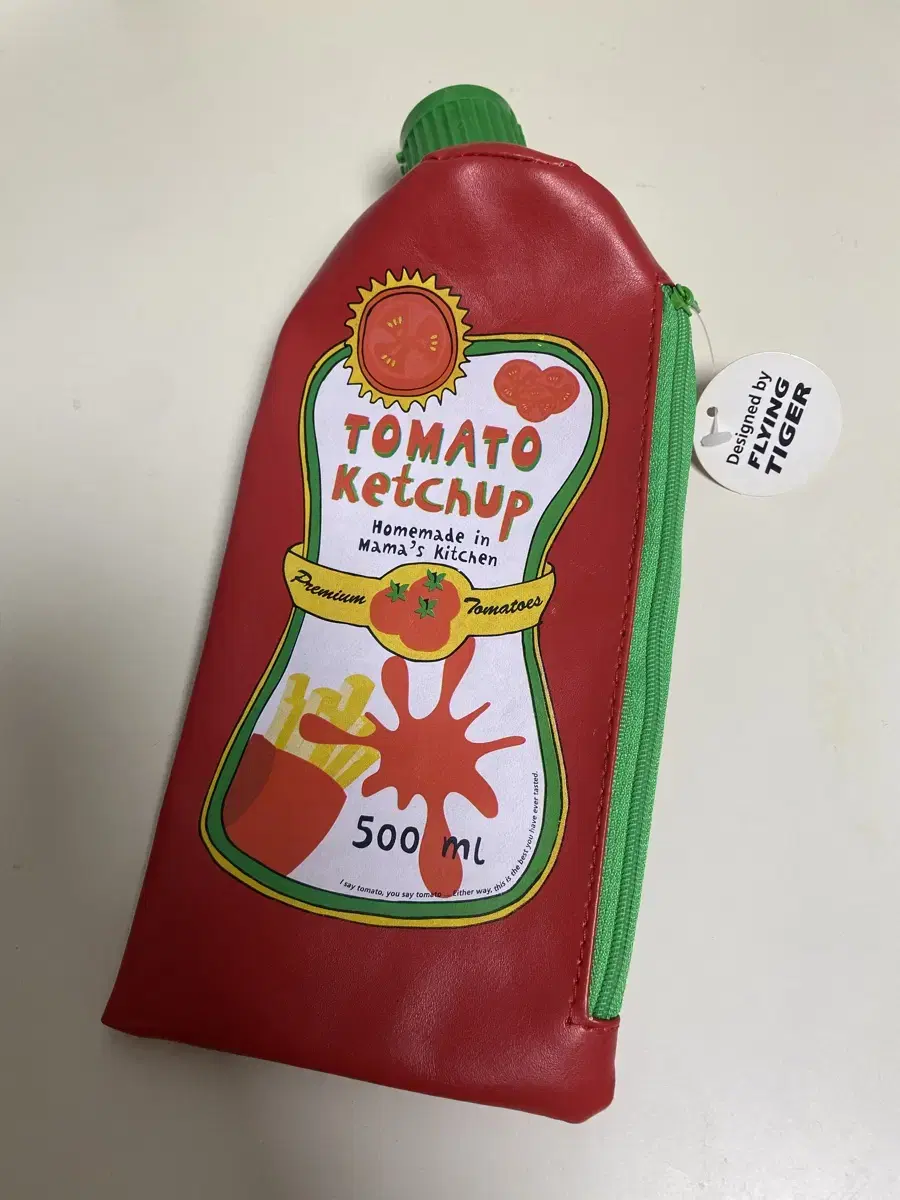 TOMATO
Ketchup
Homemade in
Mama's Kitchen
Premium Tomatoes
500 ml
I say tomato, you say tomato ... Either way, this is the best you have ever tasted.
Designed by
FLYING
TIGER